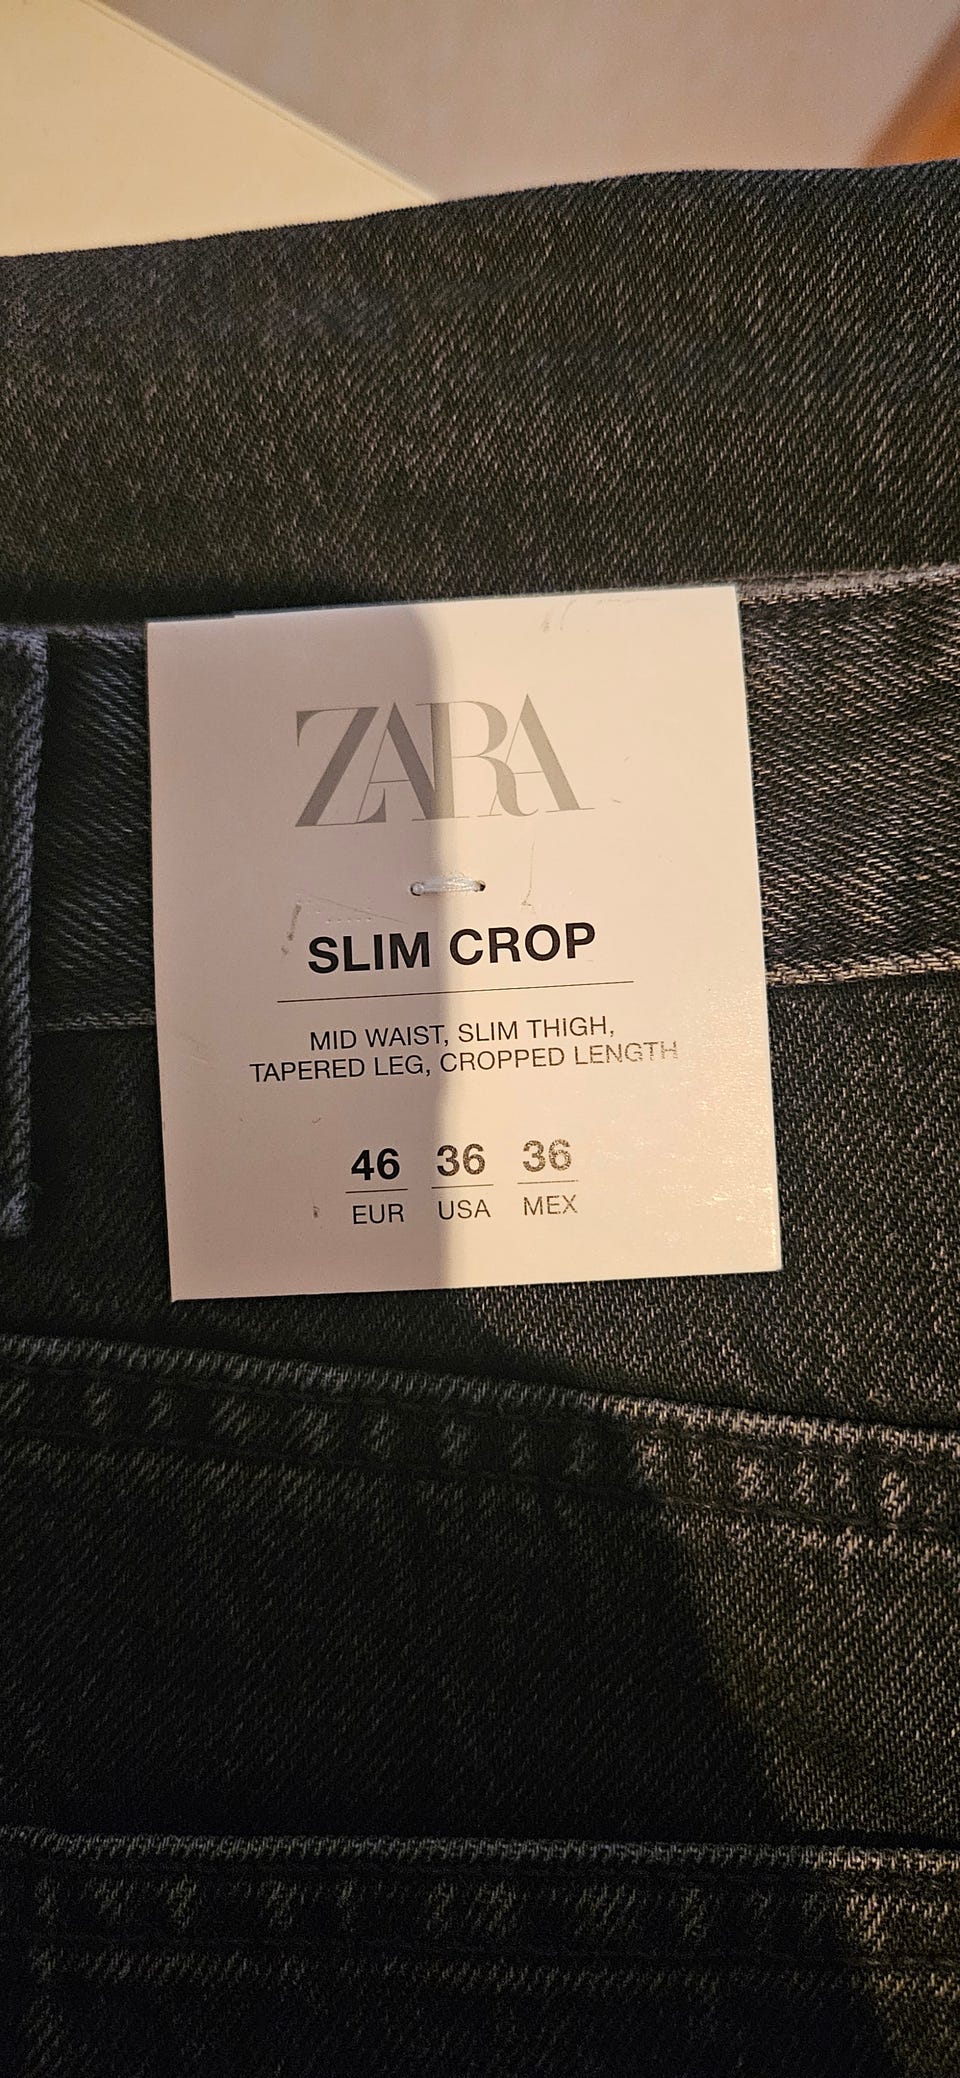 ZARA
SLIM CROP
MID WAIST, SLIM THIGH,
TAPERED LEG, CROPPED LENGTH
46 36 36
EUR USA MEX